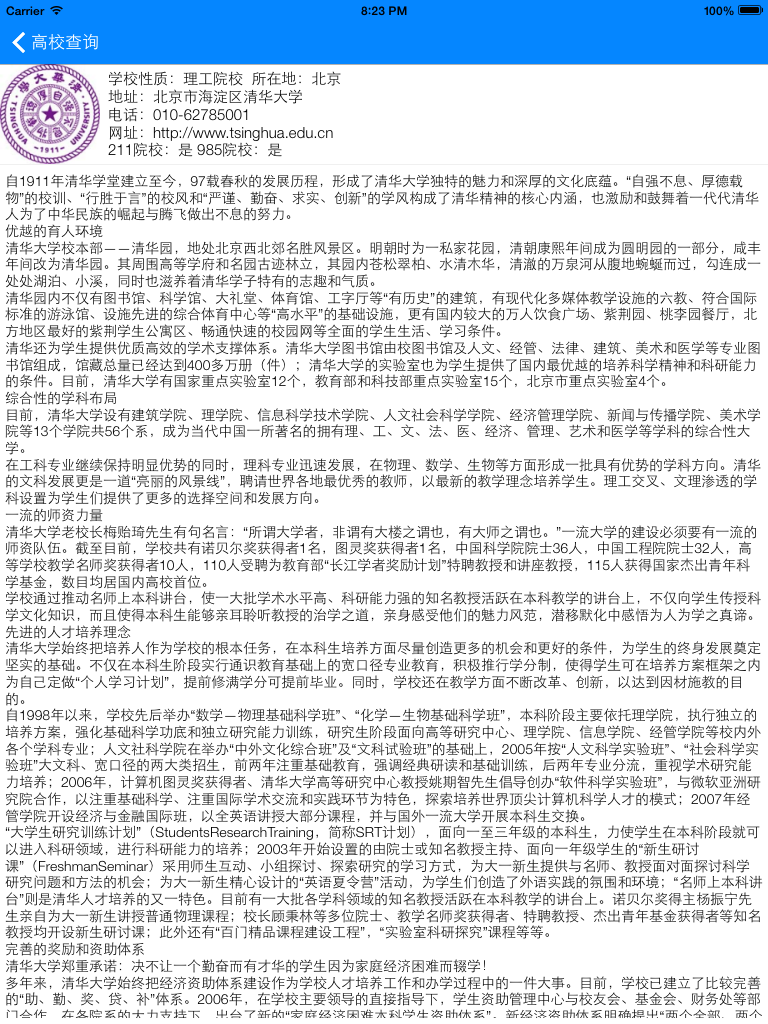 Carrier 8:23 PM 100%
高校查询
学校性质：理工院校 所在地：北京
地址：北京市海淀区清华大学
电话：010-62785001
网址：http://www.tsinghua.edu.cn
211院校：是 985院校：是
TSINGHUA UNIVERSITY
-1911-
自1911年清华学堂建立至今，97载春秋的发展历程，形成了清华大学独特的魅力和深厚的文化底蕴。“自强不息、厚德载
物”的校训、“行胜于言”的校风和“严谨、勤奋、求实、创新”的学风构成了清华精神的核心内涵，也激励和鼓舞着一代代清华
人为了中华民族的崛起与腾飞做出不息的努力。
优越的育人环境
清华大学校本部——清华园，地处北京西北郊名胜风景区。明朝时为一私家花园，清朝康熙年间成为圆明园的一部分，咸丰
年间改为清华园。其周围高等学府和名园古迹林立，其园内苍松翠柏、水清木华，清澈的万泉河从腹地蜿蜒而过，勾连成一
处处湖泊、小溪，同时也滋养着清华学子特有的志趣和气质。
清华园内不仅有图书馆、科学馆、大礼堂、体育馆、工字厅等“有历史”的建筑，有现代化多媒体教学设施的六教、符合国际
标准的游泳馆、设施先进的综合体育中心等“高水平”的基础设施，更有国内较大的万人饮食广场、紫荆园、桃李园餐厅，北
方地区最好的紫荆学生公寓区、畅通快速的校园网等全面的学生生活、学习条件。
清华还为学生提供优质高效的学术支撑体系。清华大学图书馆由校图书馆及人文、经管、法律、建筑、美术和医学等专业图
书馆组成，馆藏总量已经达到400多万册（件）；清华大学的实验室也为学生提供了国内最优越的培养科学精神和科研能力
的条件。目前，清华大学有国家重点实验室12个，教育部和科技部重点实验室15个，北京市重点实验室4个。
综合性的学科布局
目前，清华大学设有建筑学院、理学院、信息科学技术学院、人文社会科学学院、经济管理学院、新闻与传播学院、美术学
院等13个学院共56个系，成为当代中国一所著名的拥有理、工、文、法、医、经济、管理、艺术和医学等学科的综合性大
学。
在工科专业继续保持明显优势的同时，理科专业迅速发展，在物理、数学、生物等方面形成一批具有优势的学科方向。清华
的文科发展更是一道“亮丽的风景线”，聘请世界各地最优秀的教师，以最新的教学理念培养学生。理工交叉、文理渗透的学
科设置为学生们提供了更多的选择空间和发展方向。
一流的师资力量
清华大学老校长梅贻琦先生有句名言：“所谓大学者，非谓有大楼之谓也，有大师之谓也。”一流大学的建设必须要有一流的
师资队伍。截至目前，学校共有诺贝尔奖获得者1名，图灵奖获得者1名，中国科学院院士36人，中国工程院院士32人，高
等学校教学名师奖获得者10人，110人受聘为教育部“长江学者奖励计划”特聘教授和讲座教授，115人获得国家杰出青年科
学基金，数目均居国内高校首位。
学校通过推动名师上本科讲台，使一大批学术水平高、科研能力强的知名教授活跃在本科教学的讲台上，不仅向学生传授科
学文化知识，而且使得本科生能够亲耳聆听教授的治学之道，亲身感受他们的魅力风范，潜移默化中感悟为人为学之真谛。
先进的人才培养理念
清华大学始终把培养人作为学校的根本任务，在本科生培养方面尽量创造更多的机会和更好的条件，为学生的终身发展奠定
坚实的基础。不仅在本科生阶段实行通识教育基础上的宽口径专业教育，积极推行学分制，使得学生可在培养方案框架之内
为自己定做“个人学习计划”，提前修满学分可提前毕业。同时，学校还在教学方面不断改革、创新，以达到因材施教的目
的。
自1998年以来，学校先后举办“数学—物理基础科学班”、“化学—生物基础科学班”，本科阶段主要依托理学院，执行独立的
培养方案，强化基础科学功底和独立研究能力训练，研究生阶段面向高等研究中心、理学院、信息学院、经管学院等校内外
各个学科专业；人文社科学院在举办“中外文化综合班”及“文科试验班”的基础上，2005年按“人文科学实验班”、“社会科学实
验班”大文科、宽口径的两大类招生，前两年注重基础教育，强调经典研读和基础训练，后两年专业分流，重视学术研究能
力培养；2006年，计算机图灵奖获得者、清华大学高等研究中心教授姚期智先生倡导创办“软件科学实验班”，与微软亚洲研
究院合作，以注重基础科学、注重国际学术交流和实践环节为特色，探索培养世界顶尖计算机科学人才的模式；2007年经
管学院开设经济与金融国际班，以全英语讲授大部分课程，并与国外一流大学开展本科生交换。
“大学生研究训练计划”（StudentsResearchTraining，简称SRT计划），面向一至三年级的本科生，力使学生在本科阶段就可
以进入科研领域，进行科研能力的培养；2003年开始设置的由院士或知名教授主持、面向一年级学生的“新生研讨
课”（FreshmanSeminar）采用师生互动、小组探讨、探索研究的学习方式，为大一新生提供与名师、教授面对面探讨科学
研究问题和方法的机会；为大一新生精心设计的“英语夏令营”活动，为学生们创造了外语实践的氛围和环境；“名师上本科讲
台”则是清华人才培养的又一特色。目前有一大批各学科领域的知名教授活跃在本科教学的讲台上。诺贝尔奖得主杨振宁先
生亲自为大一新生讲授普通物理课程；校长顾秉林等多位院士、教学名师奖获得者、特聘教授、杰出青年基金获得者等知名
教授均开设新生研讨课；此外还有“百门精品课程建设工程”，“实验室科研探究”课程等等。
完善的奖励和资助体系
清华大学郑重承诺：决不让一个勤奋而有才华的学生因为家庭经济困难而辍学！
多年来，清华大学始终把经济资助体系建设作为学校人才培养工作和办学过程中的一件大事。目前，学校已建立了比较完善
的“助、勤、奖、贷、补”体系。2006年，在学校主要领导的直接指导下，学生资助管理中心与校友会、基金会、财务处等部
门合作，在各院系的大力支持下，出台了新的“家庭经济困难本科学生资助体系”。新经济资助体系明确提出“两个全部、两个